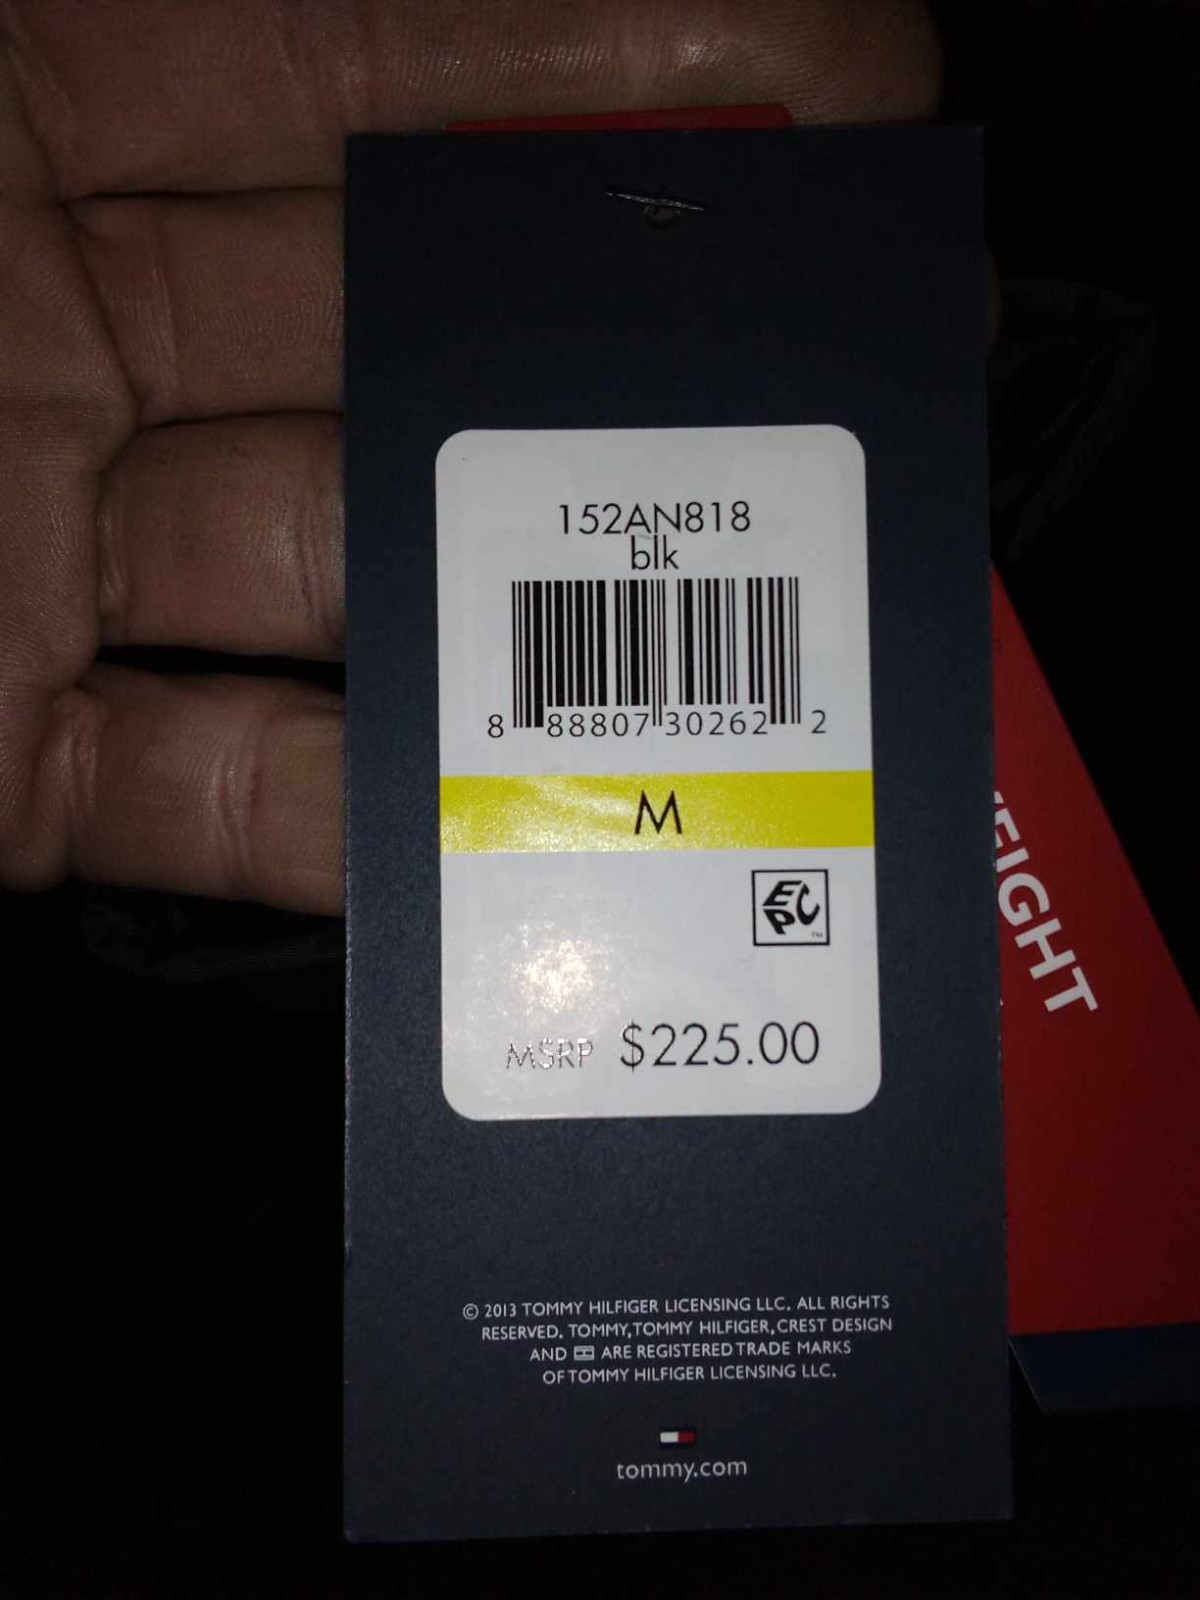 152AN818
blk
8 88807 30262 2
M
EPC
TM
MSRP $225.00
© 2013 TOMMY HILFIGER LICENSING LLC. ALL RIGHTS
RESERVED. TOMMY, TOMMY HILFIGER, CREST DESIGN
AND ARE REGISTERED TRADE MARKS
OF TOMMY HILFIGER LICENSING LLC.
tommy.com
EIGHT